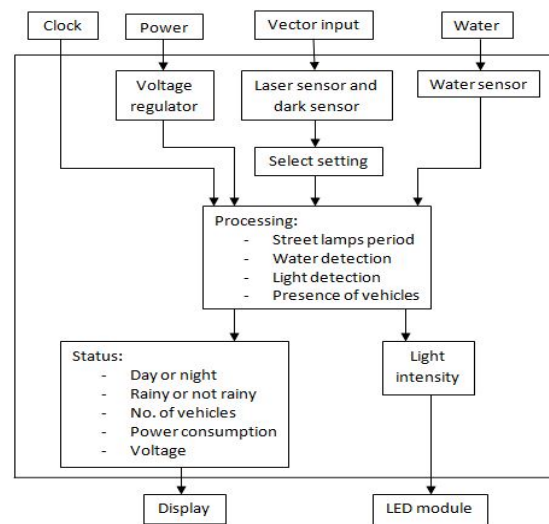 Clock
Power
Vector input
Water
Voltage
regulator
Laser sensor and
dark sensor
Water sensor
Select setting
Processing:
- Street lamps period
- Water detection
- Light detection
- Presence of vehicles
Status:
- Day or night
- Rainy or not rainy
- No. of vehicles
- Power consumption
- Voltage
Light
intensity
Display
LED module